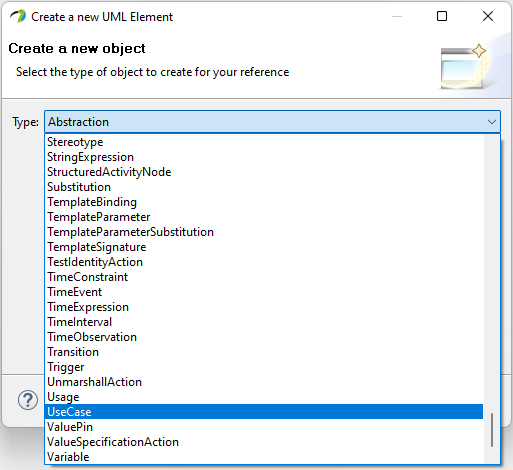 Create a new UML Element
Create a new object
Select the type of object to create for your reference
Type: Abstraction
Stereotype
StringExpression
StructuredActivityNode
Substitution
TemplateBinding
TemplateParameter
TemplateParameterSubstitution
TemplateSignature
TestIdentityAction
TimeConstraint
TimeEvent
TimeExpression
TimeInterval
TimeObservation
Transition
Trigger
UnmarshallAction
Usage
UseCase
ValuePin
ValueSpecificationAction
Variable
?